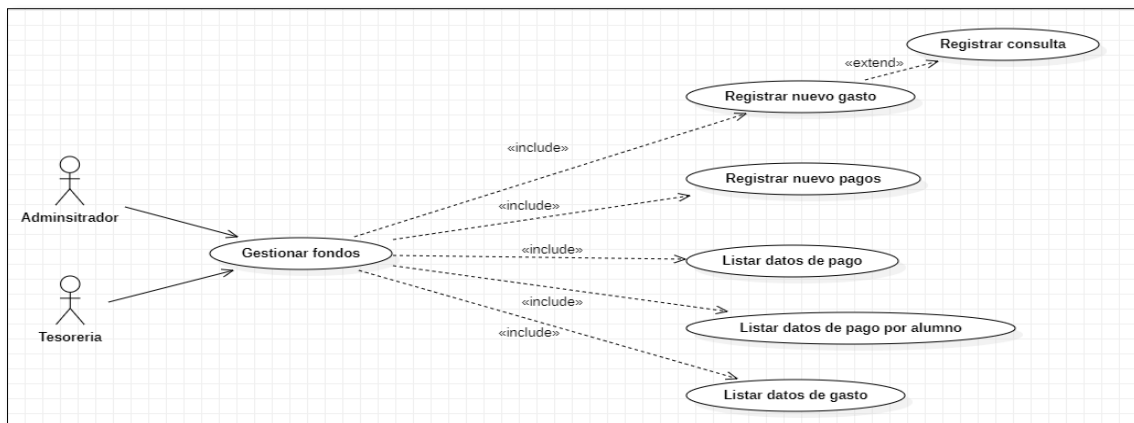 Registrar consulta
«extend»
Registrar nuevo gasto
«include»
Registrar nuevo pagos
«include»
Adminsitrador
Gestionar fondos
«include»
Listar datos de pago
«include»
Listar datos de pago por alumno
«include»
Tesoreria
Listar datos de gasto